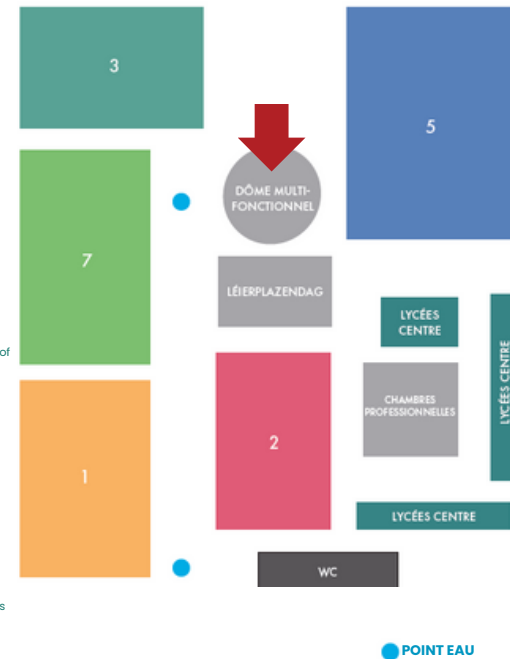 3
5
DÔME MULTI-
FONCTIONNEL
7
LÉIERPLAZENDAG
LYCÉES
CENTRE
LYCÉES CENTRE
of
CHAMBRES
PROFESSIONNELLES
2
1
LYCÉES CENTRE
WC
s
POINT EAU